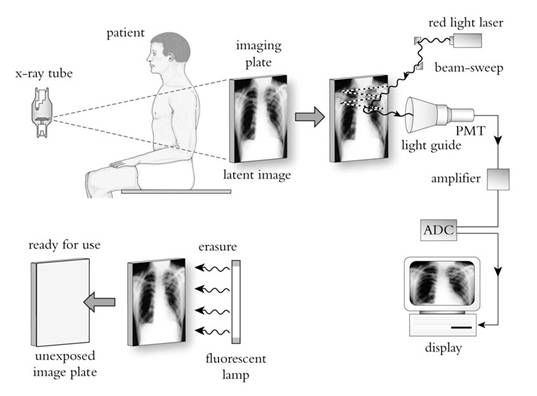 red light laser
patient
imaging
plate
x-ray tube
beam-sweep
PMT
light guide
latent image
amplifier
ADC
ready for use
erasure
unexposed
image plate
fluorescent
lamp
display